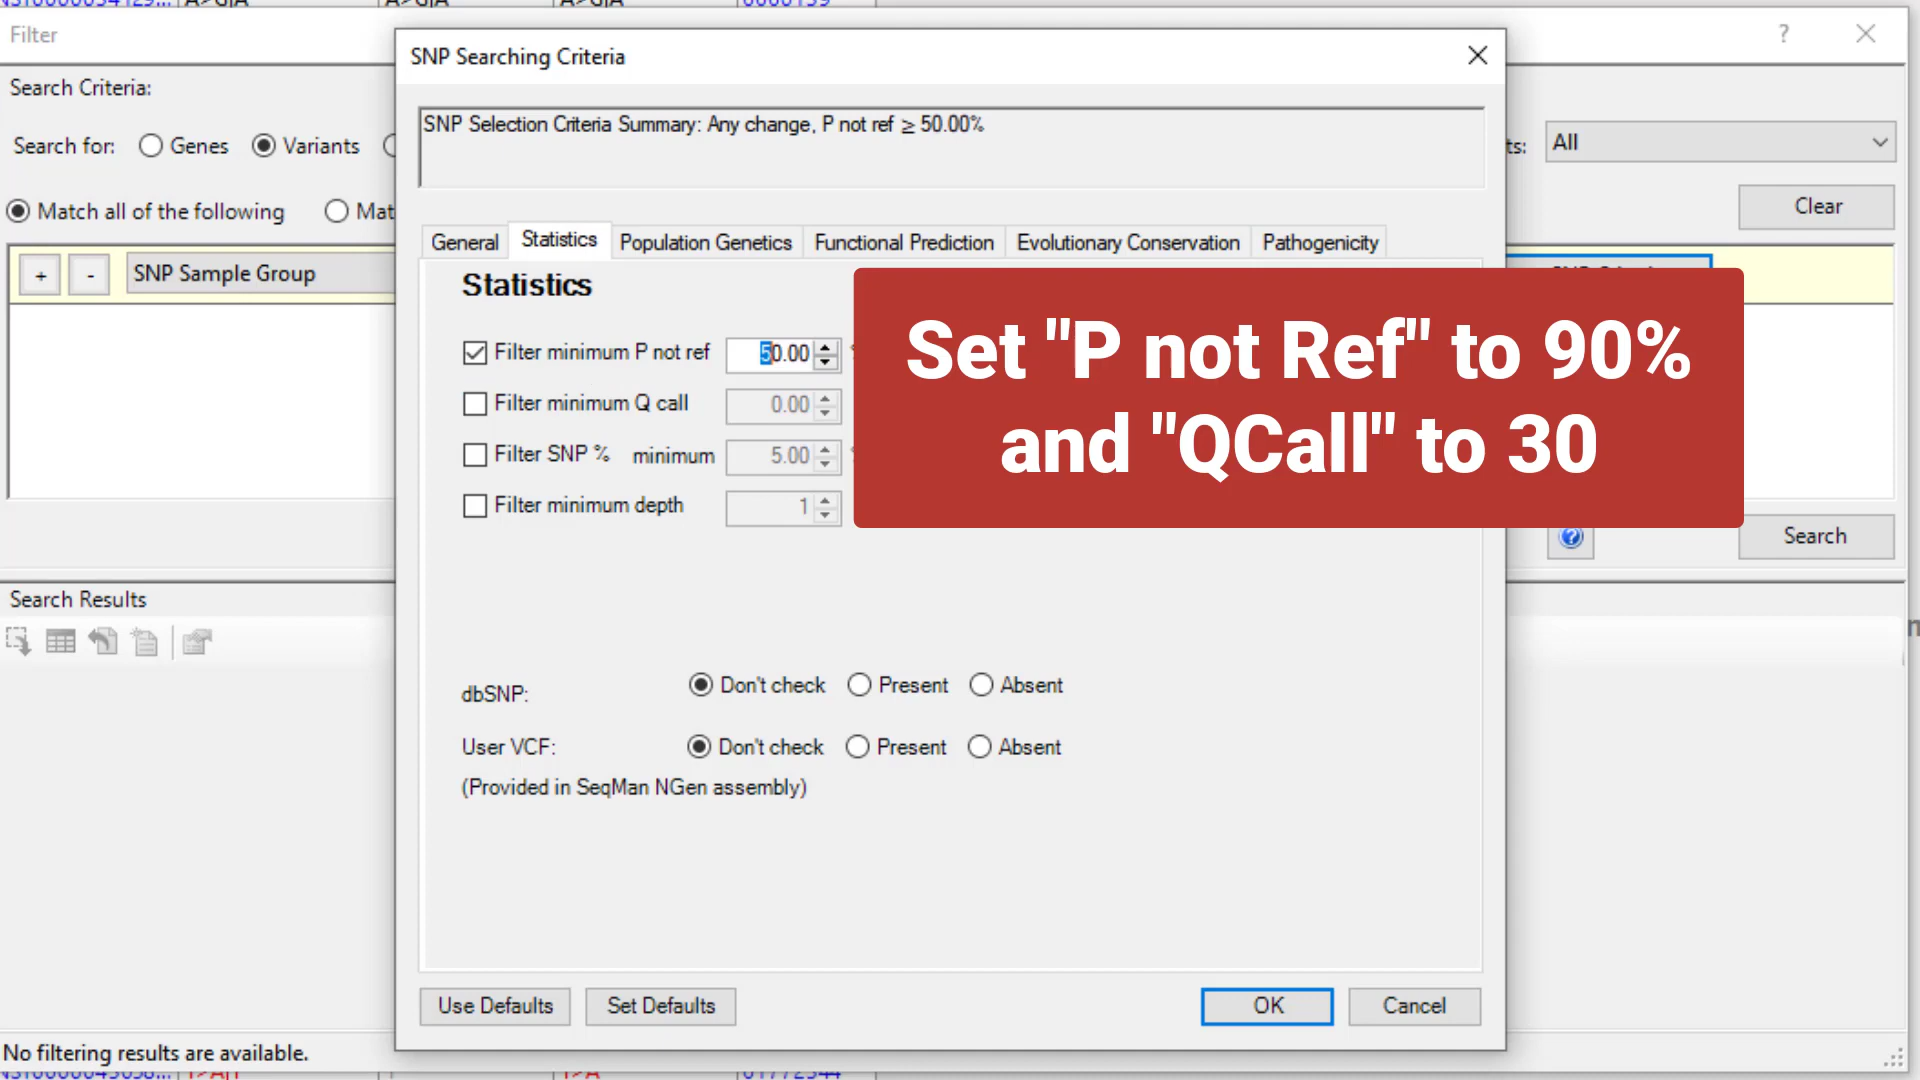 A>G|A
A>G|A
A>G|A
Filter
?
SNP Searching Criteria
Search Criteria:
SNP Selection Criteria Summary: Any change, P not ref ≥ 50.00%
Search for:
Genes
Variants
ts:
All
Match all of the following
Mat
Clear
General
Statistics
Population Genetics
Functional Prediction
Evolutionary Conservation
Pathogenicity
+
-
SNP Sample Group
Statistics
Set "P not Ref" to 90%
and "QCall" to 30
Filter minimum P not ref
50.00
Filter minimum Q call
0.00
Filter SNP %
minimum
5.00
Filter minimum depth
1
?
Search
Search Results
dbSNP:
Don't check
Present
Absent
User VCF:
Don't check
Present
Absent
(Provided in SeqMan NGen assembly)
Use Defaults
Set Defaults
OK
Cancel
No filtering results are available.